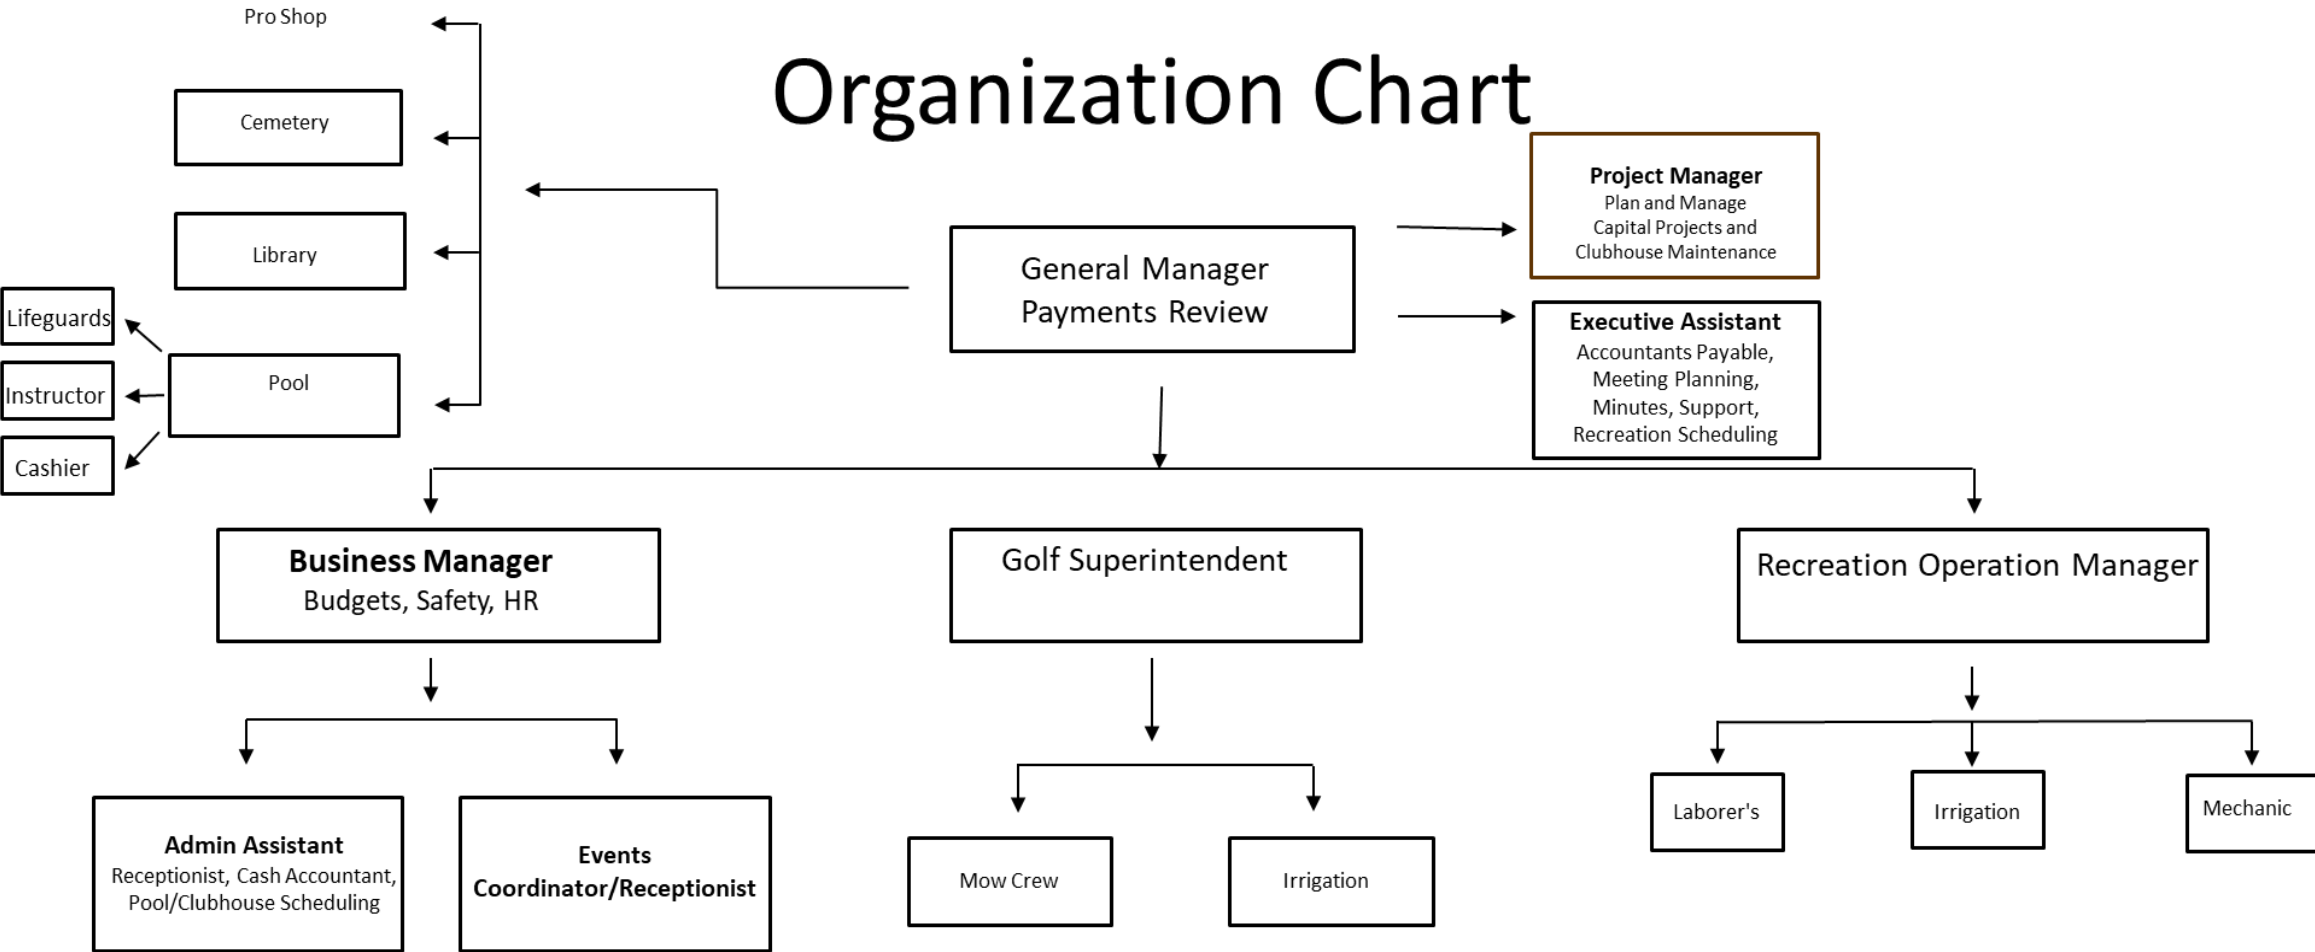 Pro Shop
Organization Chart
Cemetery
Project Manager
Plan and Manage
Capital Projects and
Clubhouse Maintenance
Library
General Manager
Payments Review
Lifeguards
Executive Assistant
Accountants Payable,
Meeting Planning,
Minutes, Support,
Recreation Scheduling
Pool
Instructor
Cashier
Business Manager
Budgets, Safety, HR
Golf Superintendent
Recreation Operation Manager
Admin Assistant
Receptionist, Cash Accountant,
Pool/Clubhouse Scheduling
Events
Coordinator/Receptionist
Mow Crew
Irrigation
Laborer's
Irrigation
Mechanic